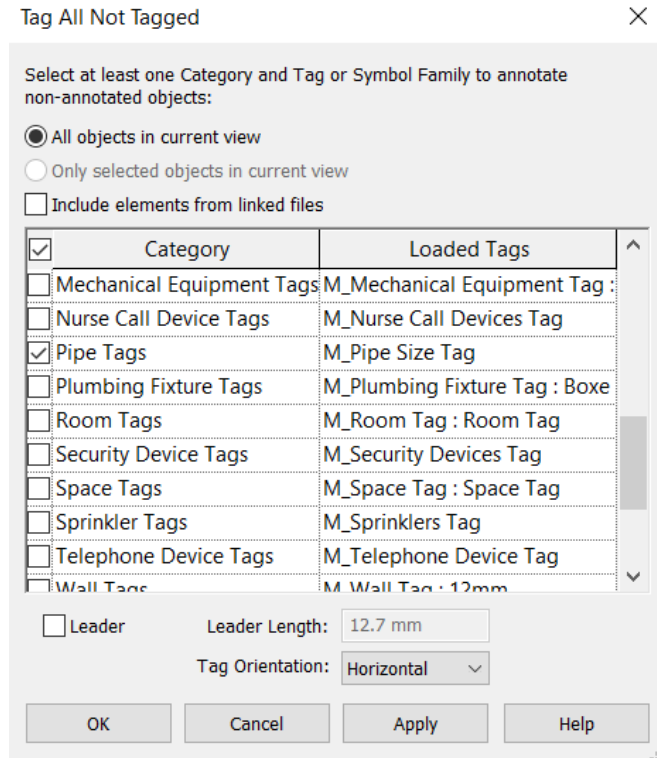 Tag All Not Tagged
Select at least one Category and Tag or Symbol Family to annotate
non-annotated objects:
All objects in current view
Only selected objects in current view
Include elements from linked files
Category Loaded Tags
Mechanical Equipment Tags M_Mechanical Equipment Tag :
Nurse Call Device Tags M_Nurse Call Devices Tag
Pipe Tags M_Pipe Size Tag
Plumbing Fixture Tags M_Plumbing Fixture Tag : Boxe
Room Tags M_Room Tag : Room Tag
Security Device Tags M_Security Devices Tag
Space Tags M_Space Tag : Space Tag
Sprinkler Tags M_Sprinklers Tag
Telephone Device Tags M_Telephone Device Tag
Wall Tags M_Wall Tag : 12mm
Leader Leader Length: 12.7 mm
Tag Orientation: Horizontal
OK Cancel Apply Help